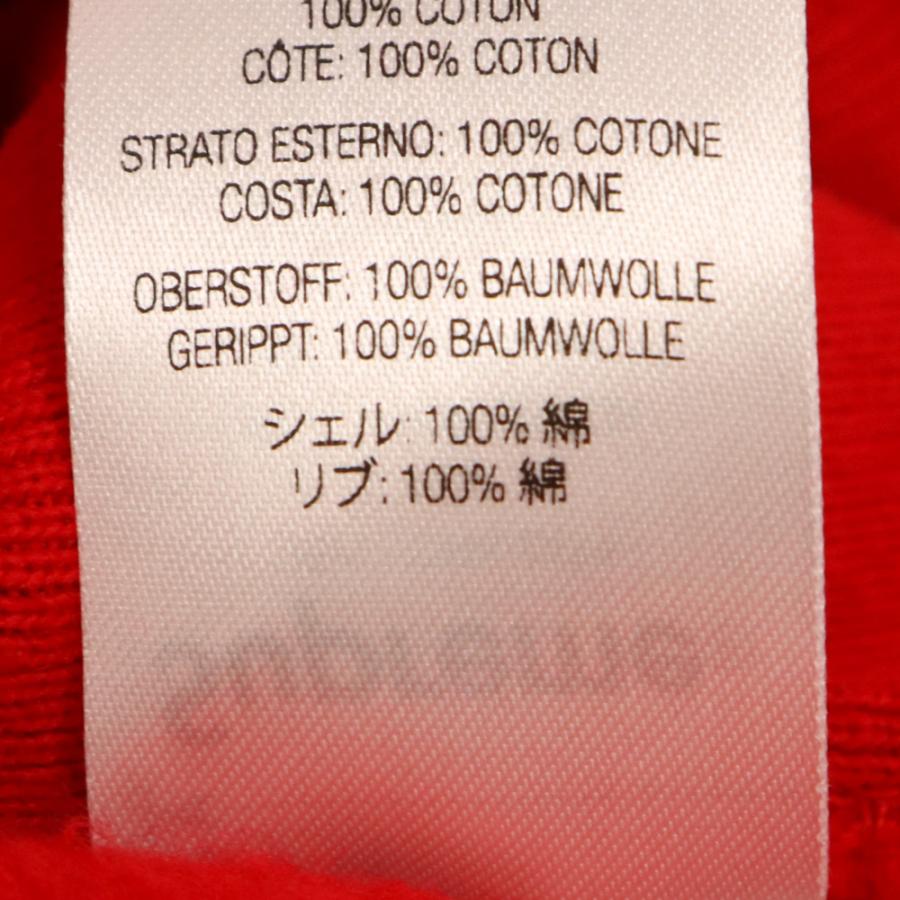 100% COTON
CÔTE: 100% COTON
STRATO ESTERNO: 100% COTONE
COSTA: 100% COTONE
OBERSTOFF: 100% BAUMWOLLE
GERIPPT: 100% BAUMWOLLE
シェル: 100% 綿
リブ: 100% 綿